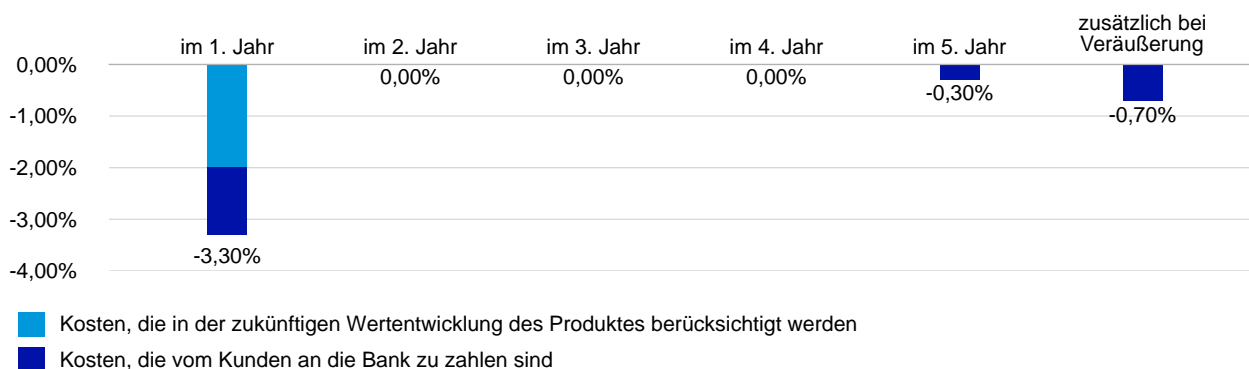 im 1. Jahr
im 2. Jahr
im 3. Jahr
im 4. Jahr
im 5. Jahr
zusätzlich bei
Veräußerung
0,00%
-1,00%
-2,00%
-3,00%
-4,00%
-3,30%
0,00%
0,00%
0,00%
-0,30%
-0,70%
Kosten, die in der zukünftigen Wertentwicklung des Produktes berücksichtigt werden
Kosten, die vom Kunden an die Bank zu zahlen sind